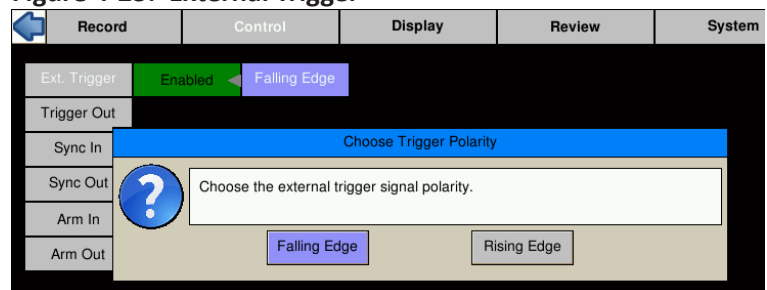 Figure 4-23: External Trigger
Record Control Display Review System
Ext. Trigger Enabled Falling Edge
Trigger Out
Sync In
Choose Trigger Polarity
Sync Out
?
Choose the external trigger signal polarity.
Arm In
Falling Edge Rising Edge
Arm Out